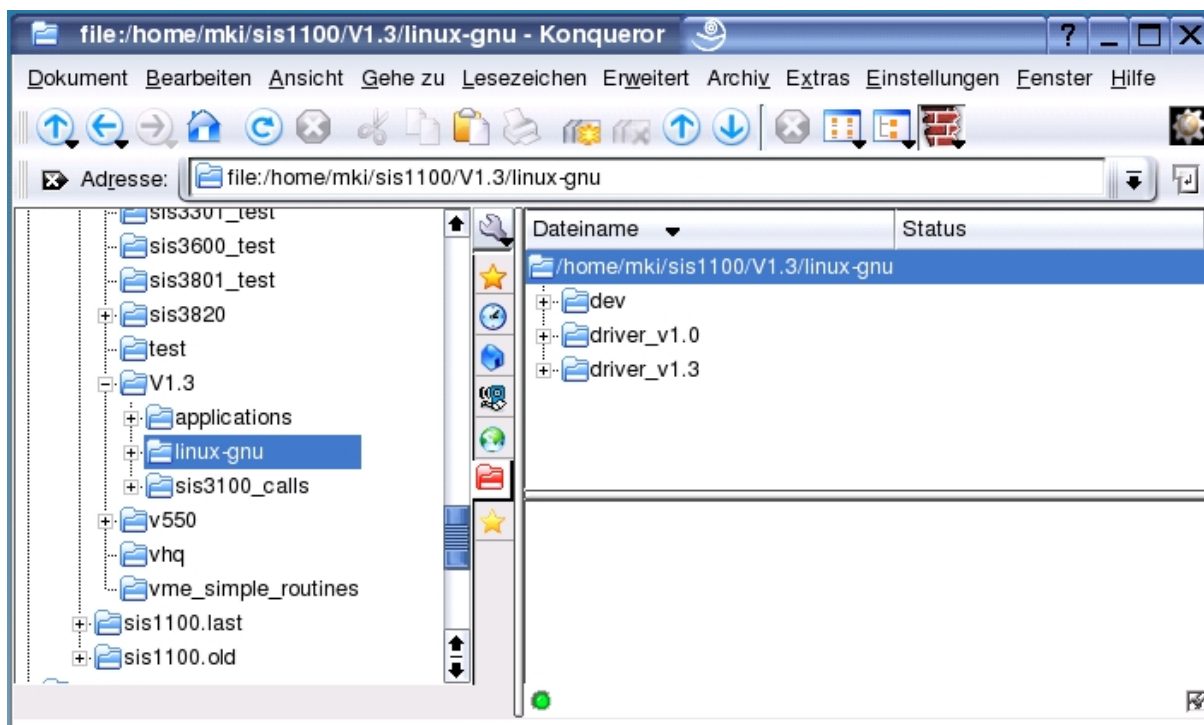 file:/home/mki/sis1100/V1.3/linux-gnu - Konqueror
Dokument Bearbeiten Ansicht Gehe zu Lesezeichen Erweitert Archiv Extras Einstellungen Fenster Hilfe
Adresse: file:/home/mki/sis1100/V1.3/linux-gnu
sis3301_test
sis3600_test
sis3801_test
sis3820
test
V1.3
applications
linux-gnu
sis3100_calls
v550
vhq
vme_simple_routines
sis1100.last
sis1100.old
Dateiname Status
/home/mki/sis1100/V1.3/linux-gnu
dev
driver_v1.0
driver_v1.3